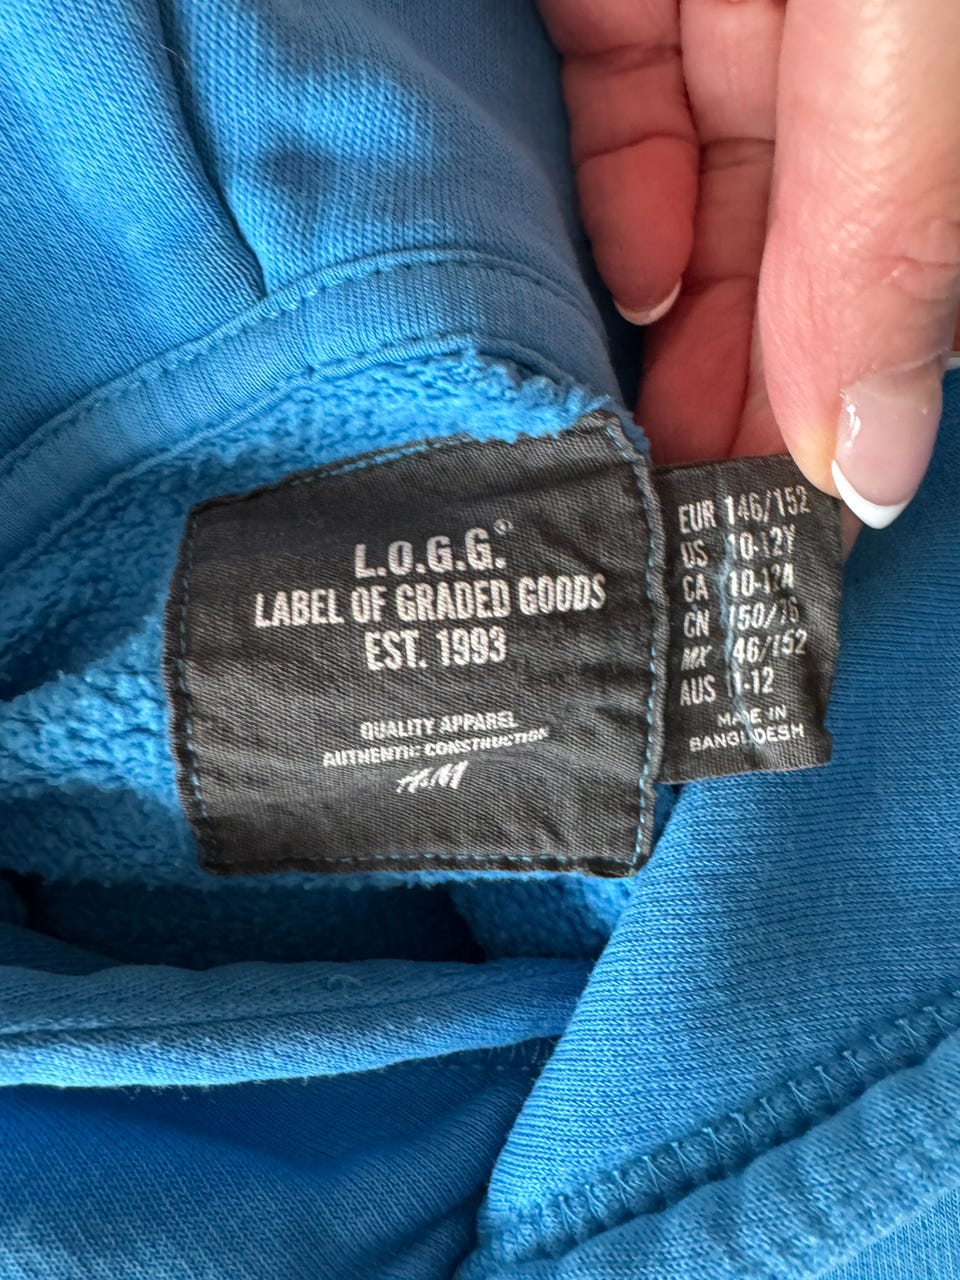 L.O.G.G.®
LABEL OF GRADED GOODS
EST. 1993
QUALITY APPAREL
AUTHENTIC CONSTRUCTION
H&M
EUR 146/152
US 10-12Y
CA 10-12A
CN 150/76
MX 146/152
AUS 11-12
MADE IN
BANGLADESH